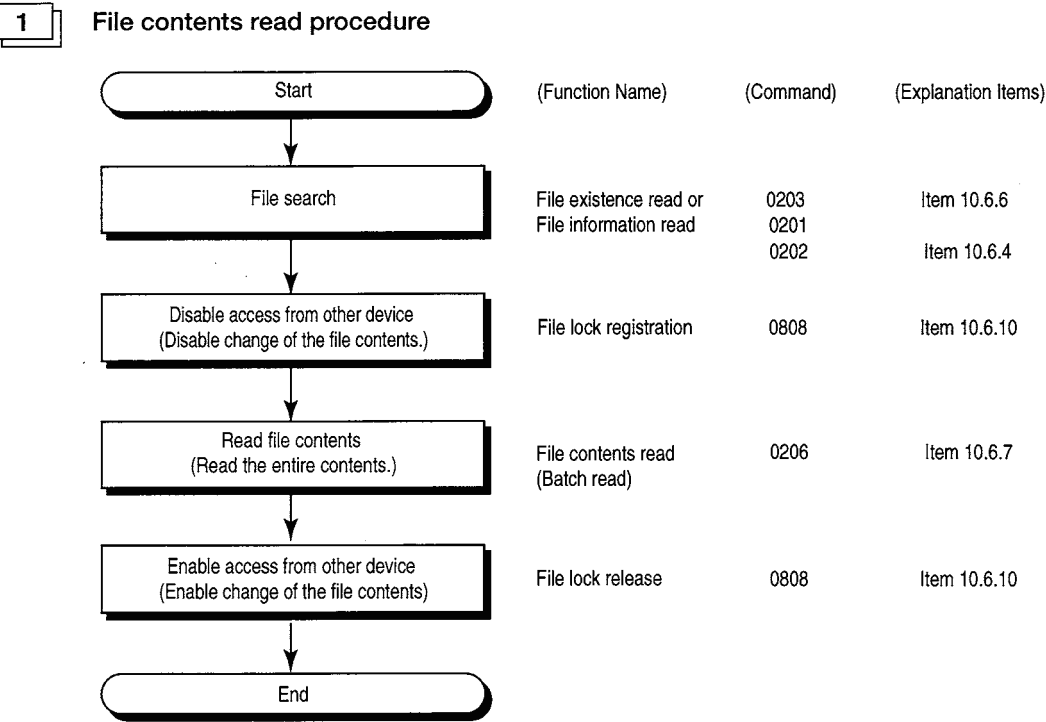 1 File contents read procedure
Start (Function Name) (Command) (Explanation Items)
File search File existence read or 0203 Item 10.6.6
File information read 0201
0202 Item 10.6.4
Disable access from other device
(Disable change of the file contents.) File lock registration 0808 Item 10.6.10
Read file contents
(Read the entire contents.) File contents read 0206 Item 10.6.7
(Batch read)
Enable access from other device
(Enable change of the file contents) File lock release 0808 Item 10.6.10
End